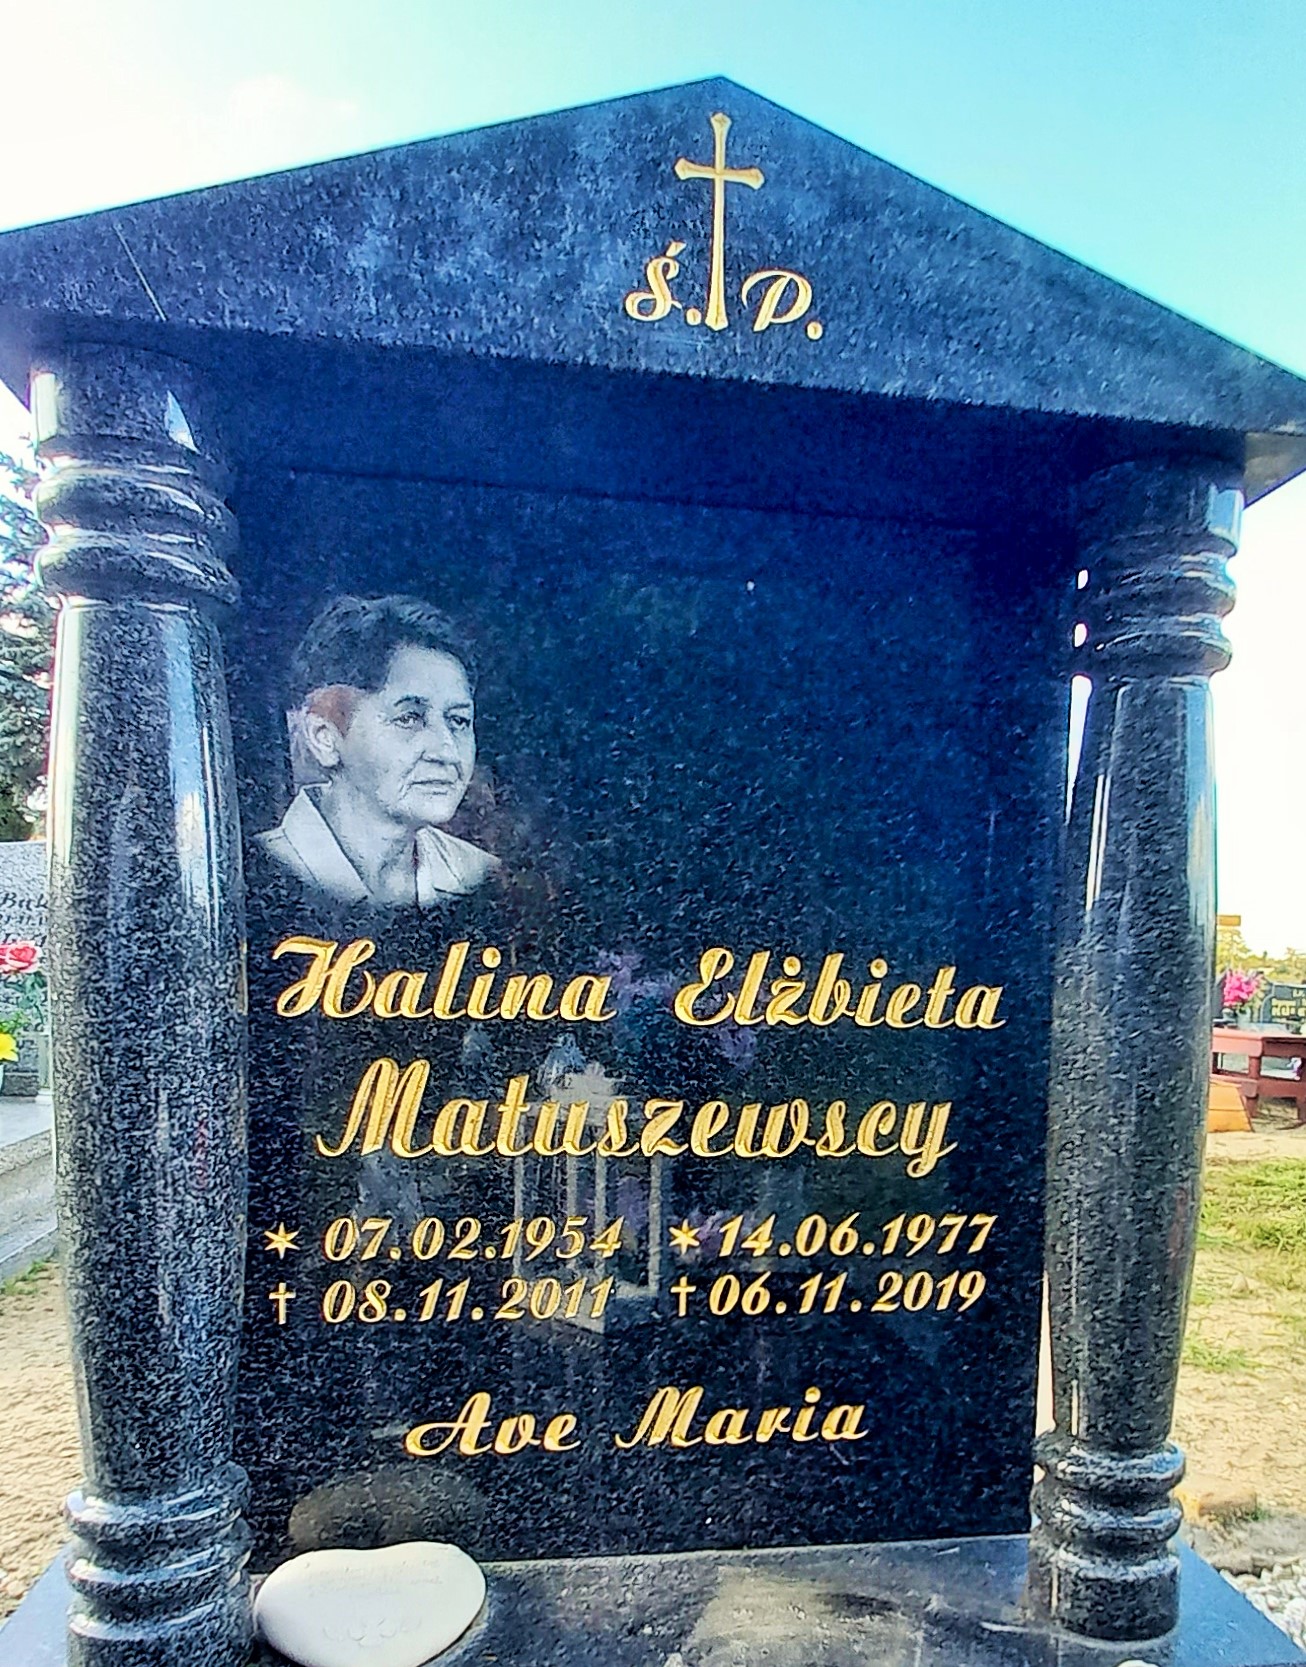 Ś. P.
Halina Elżbieta
Matuszewscy
* 07.02.1954 * 14.06.1977
† 08.11.2011 † 06.11.2019
Ave Maria